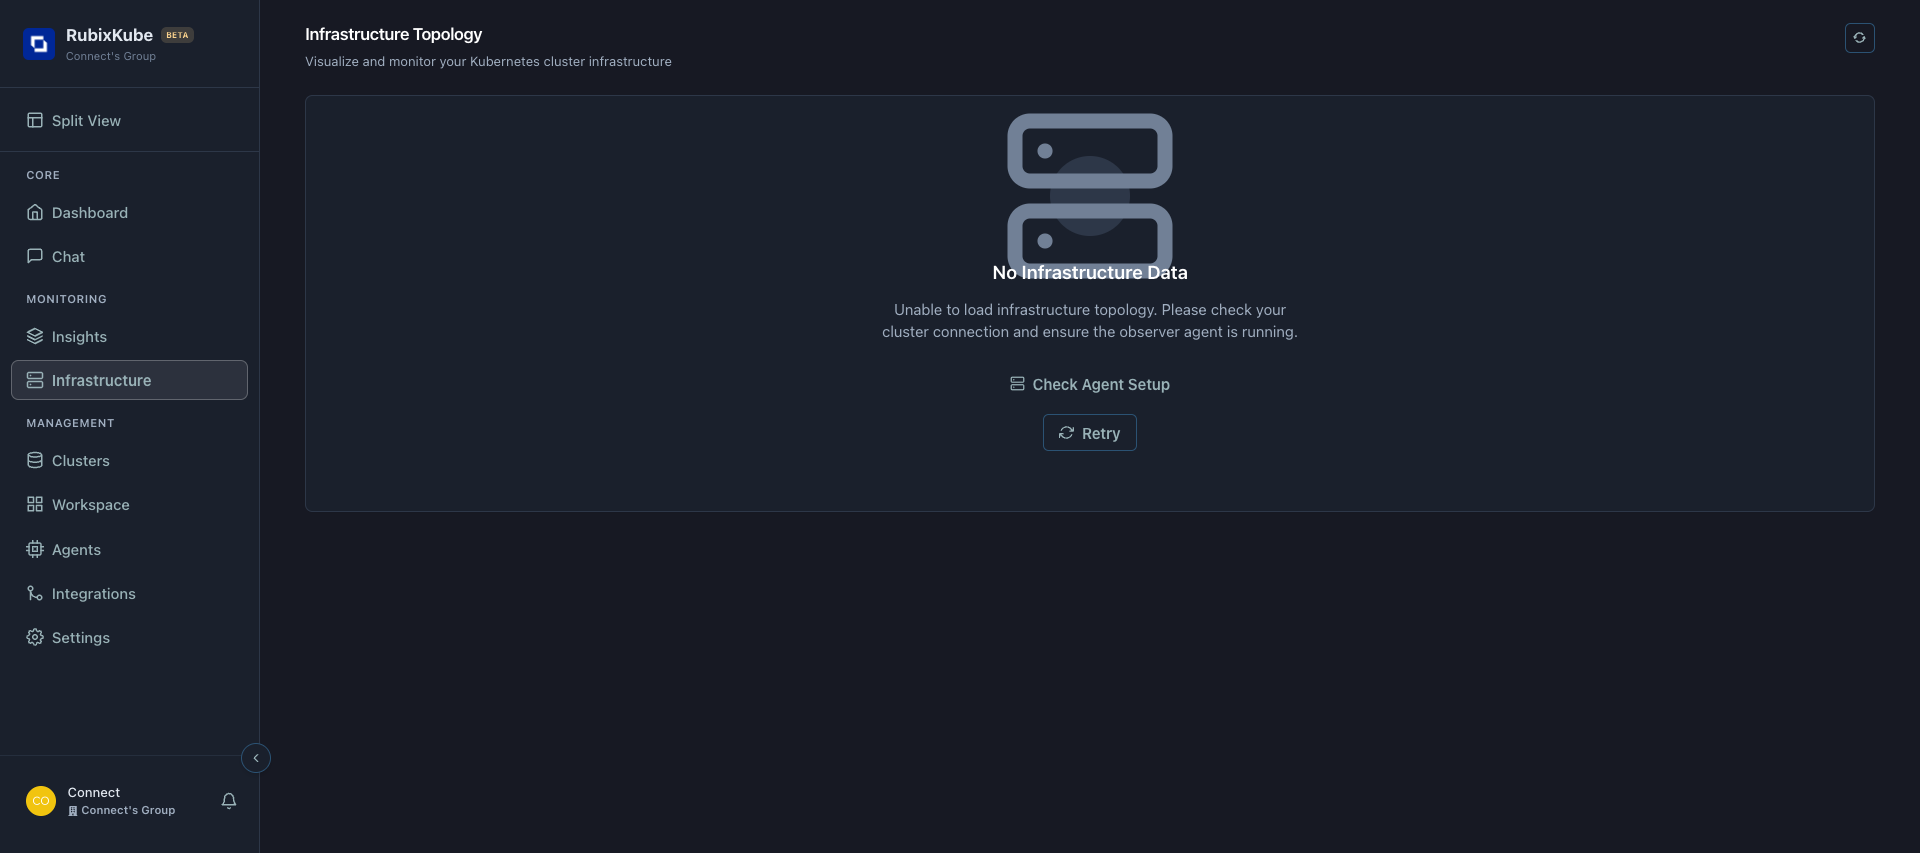 RubixKube BETA
Connect's Group
Split View
CORE
Dashboard
Chat
MONITORING
Insights
Infrastructure
MANAGEMENT
Clusters
Workspace
Agents
Integrations
Settings
CO
Connect
Connect's Group
Infrastructure Topology
Visualize and monitor your Kubernetes cluster infrastructure
No Infrastructure Data
Unable to load infrastructure topology. Please check your
cluster connection and ensure the observer agent is running.
Check Agent Setup
Retry